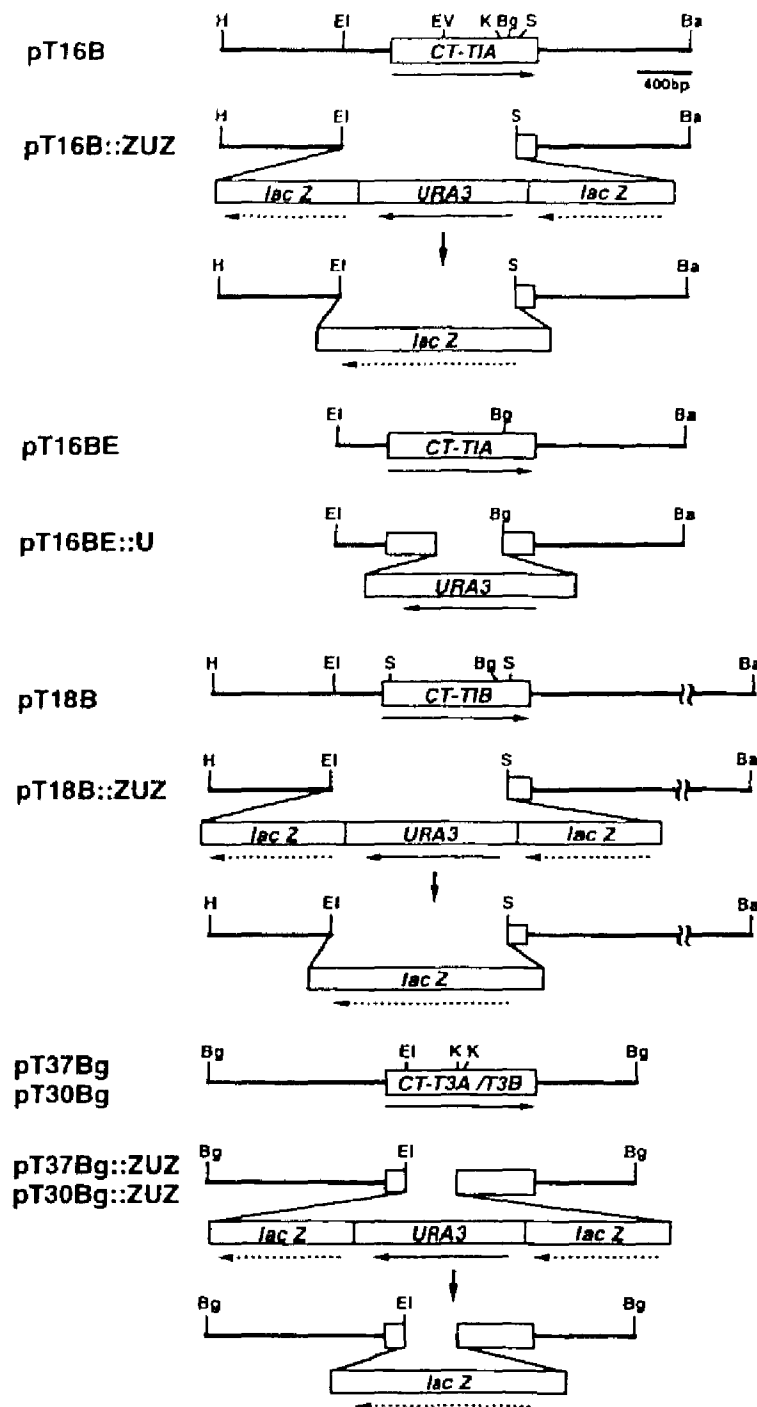 H EI EV K Bg S Ba
pT16B CT-TIA
400bp
H EI S Ba
pT16B::ZUZ
lac Z URA3 lac Z
H EI S Ba
lac Z
EI Bg Ba
pT16BE CT-TIA
EI Bg Ba
pT16BE::U
URA3
H EI S Bg S Ba
pT18B CT-TIB
H EI S Ba
pT18B::ZUZ
lac Z URA3 lac Z
H EI S Ba
lac Z
Bg EI K K Bg
pT37Bg
pT30Bg CT-T3A /T3B
Bg EI Bg
pT37Bg::ZUZ
pT30Bg::ZUZ
lac Z URA3 lac Z
Bg EI Bg
lac Z